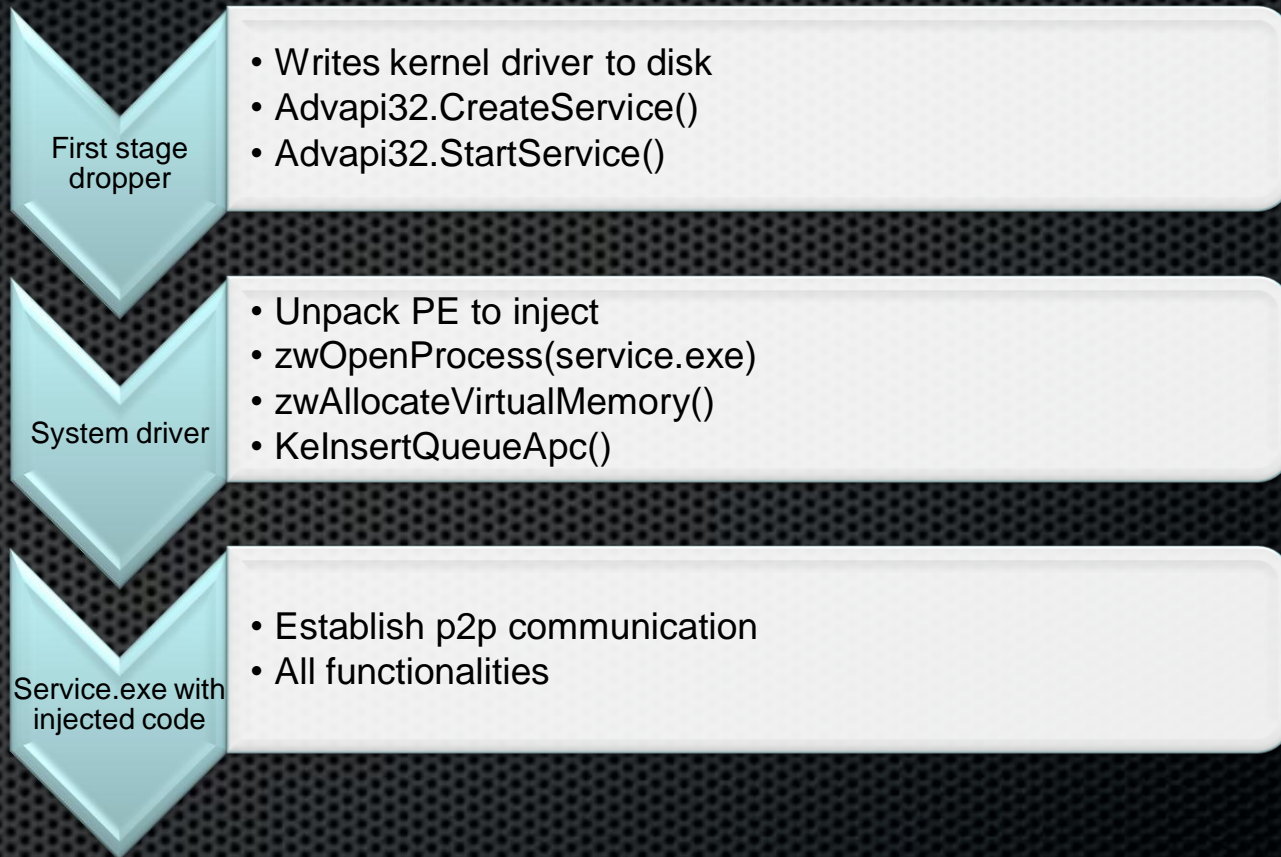 First stage
dropper
• Writes kernel driver to disk
• Advapi32.CreateService()
• Advapi32.StartService()
System driver
• Unpack PE to inject
• zwOpenProcess(service.exe)
• zwAllocateVirtualMemory()
• KeInsertQueueApc()
Service.exe with
injected code
• Establish p2p communication
• All functionalities